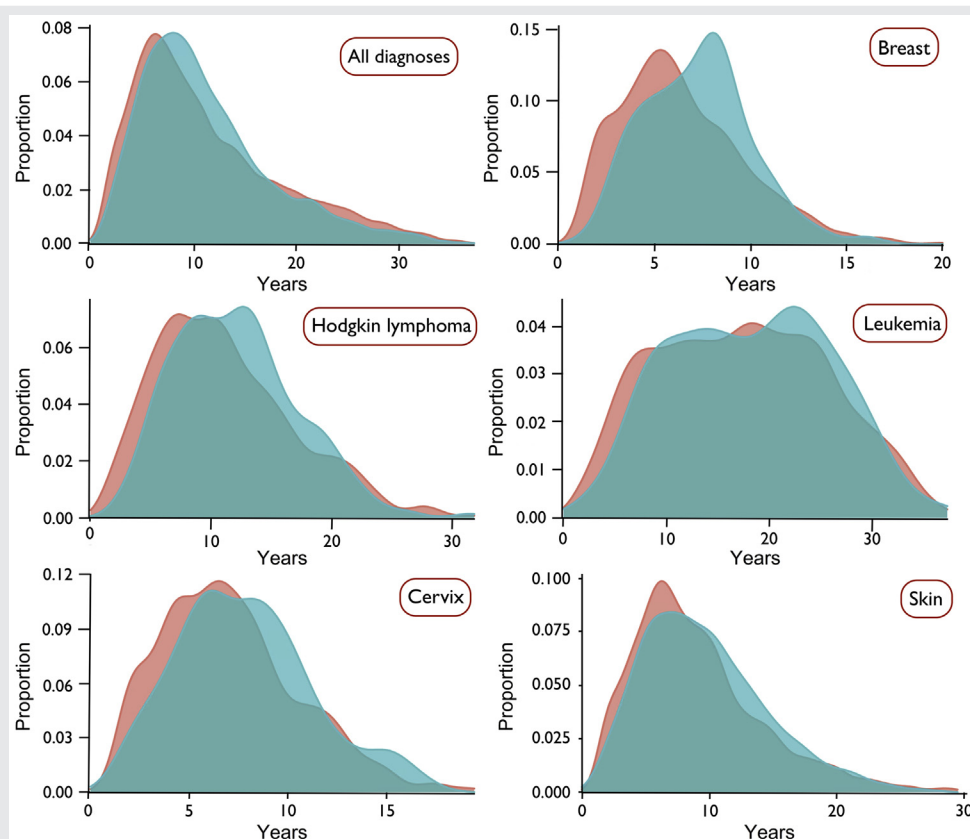 All diagnoses
Proportion
0.08
0.06
0.04
0.02
0.00
0 10 20 30
Years
Breast
Proportion
0.15
0.10
0.05
0.00
0 5 10 15 20
Years
Hodgkin lymphoma
Proportion
0.06
0.04
0.02
0.00
0 10 20 30
Years
Leukemia
Proportion
0.04
0.03
0.02
0.01
0.00
0 10 20 30
Years
Cervix
Proportion
0.12
0.09
0.06
0.03
0.00
0 5 10 15
Years
Skin
Proportion
0.100
0.075
0.050
0.025
0.000
0 10 20 30
Years